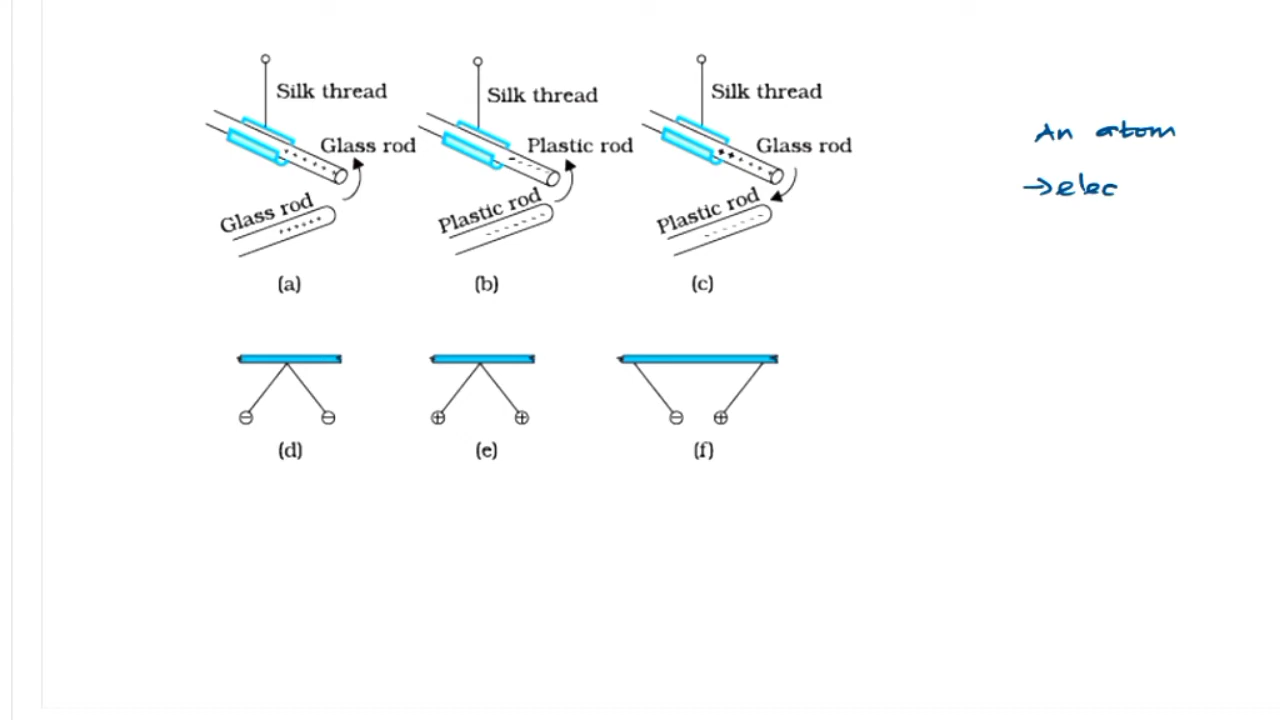 Silk thread
Glass rod
Glass rod
(a)
Silk thread
Plastic rod
Plastic rod
(b)
Silk thread
Glass rod
Plastic rod
(c)
An atom
→elec
(d)
(e)
(f)